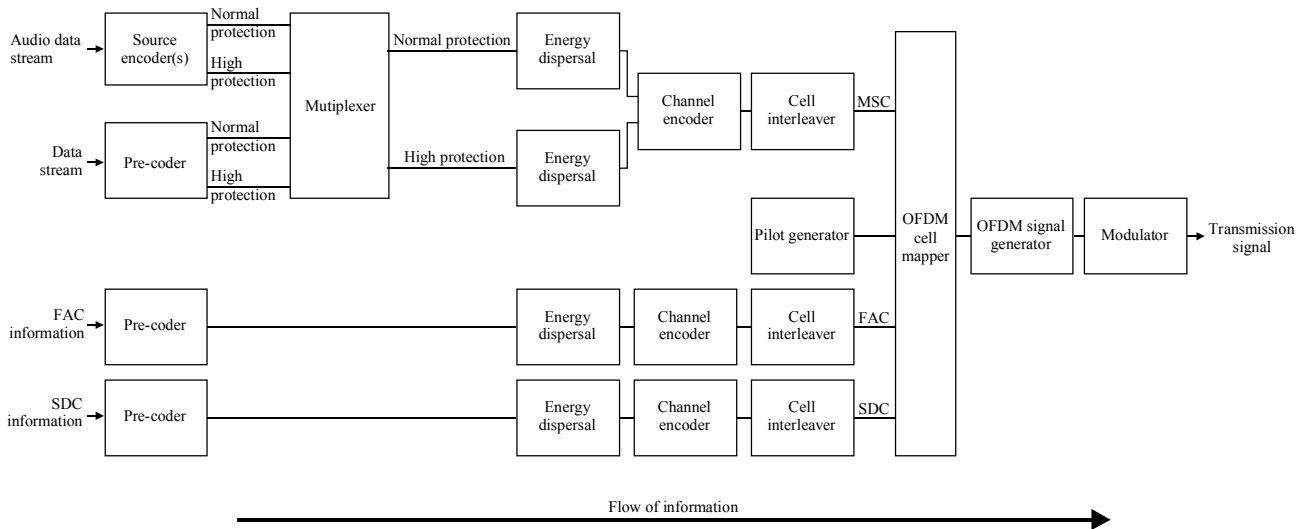 Normal
protection
High
protection
Audio data
stream
Source
encoder(s)
Normal
protection
High
protection
Data
stream
Pre-coder
Mutiplexer
Normal protection
High protection
Energy
dispersal
Energy
dispersal
Channel
encoder
Cell
interleaver
MSC
Pilot generator
OFDM
cell
mapper
OFDM signal
generator
Modulator
Transmission
signal
FAC
information
Pre-coder
Energy
dispersal
Channel
encoder
Cell
interleaver
FAC
SDC
information
Pre-coder
Energy
dispersal
Channel
encoder
Cell
interleaver
SDC
Flow of information